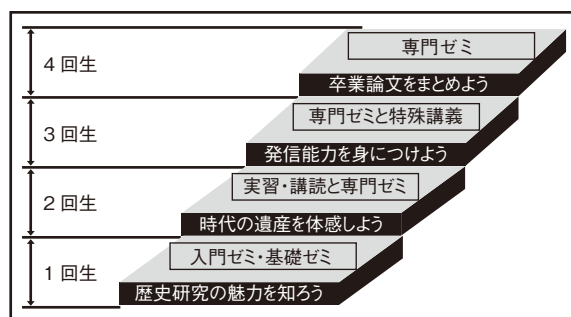 4回生
専門ゼミ
卒業論文をまとめよう
3回生
専門ゼミと特殊講義
発信能力を身につけよう
2回生
実習・講読と専門ゼミ
時代の遺産を体感しよう
1回生
入門ゼミ・基礎ゼミ
歴史研究の魅力を知ろう